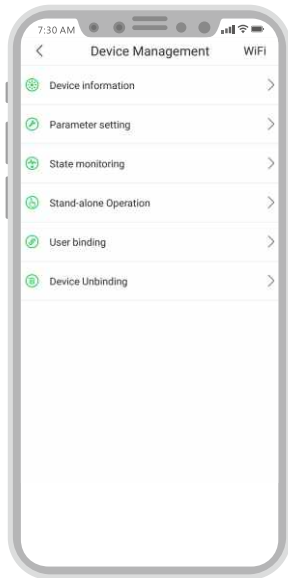 7:30 AM
Device Management WiFi
Device information
Parameter setting
State monitoring
Stand-alone Operation
User binding
Device Unbinding